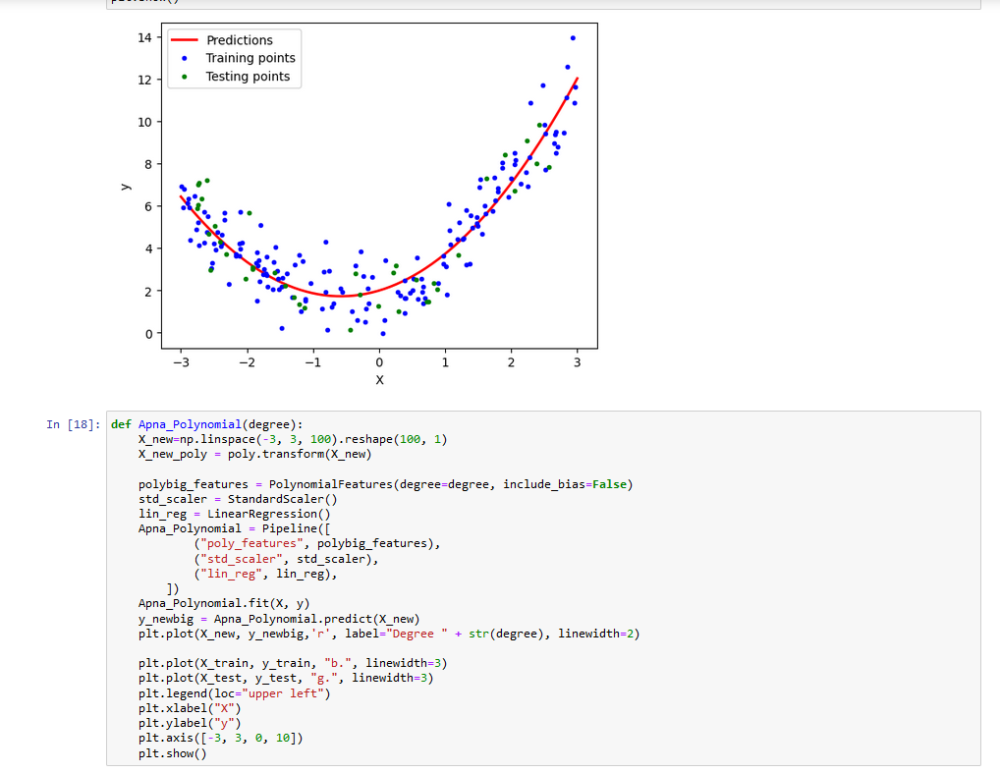 14
Predictions
Training points
Testing points
12
10
8
y
6
4
2
0
−3 −2 −1 0 1 2 3
X
In [18]: def Apna_Polynomial(degree):
    X_new=np.linspace(-3, 3, 100).reshape(100, 1)
    X_new_poly = poly.transform(X_new)
    polybig_features = PolynomialFeatures(degree=degree, include_bias=False)
    std_scaler = StandardScaler()
    lin_reg = LinearRegression()
    Apna_Polynomial = Pipeline([
            ("poly_features", polybig_features),
            ("std_scaler", std_scaler),
            ("lin_reg", lin_reg),
        ])
    Apna_Polynomial.fit(X, y)
    y_newbig = Apna_Polynomial.predict(X_new)
    plt.plot(X_new, y_newbig,'r', label="Degree " + str(degree), linewidth=2)
    plt.plot(X_train, y_train, "b.", linewidth=3)
    plt.plot(X_test, y_test, "g.", linewidth=3)
    plt.legend(loc="upper left")
    plt.xlabel("X")
    plt.ylabel("y")
    plt.axis([-3, 3, 0, 10])
    plt.show()